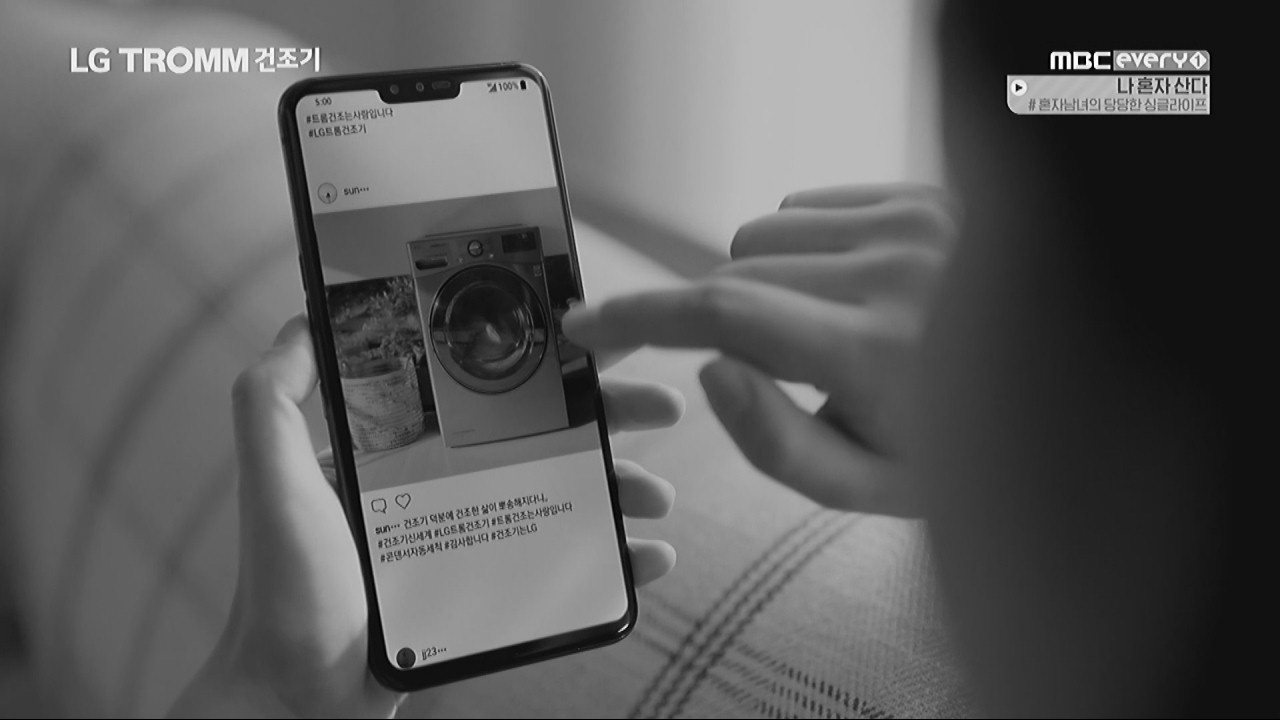 LG TROMM 건조기
MBC every1
나 혼자 산다
# 혼자남녀의 당당한 싱글라이프
5:00
100%
#트롬건조는사랑입니다
#LG트롬건조기
sun···
sun··· 건조기 덕분에 건조한 삶이 뽀송해지다니,
#건조기신세계 #LG트롬건조기 #트롬건조는사랑입니다
#콘덴서자동세척 #감사합니다 #건조기는LG
jj23···